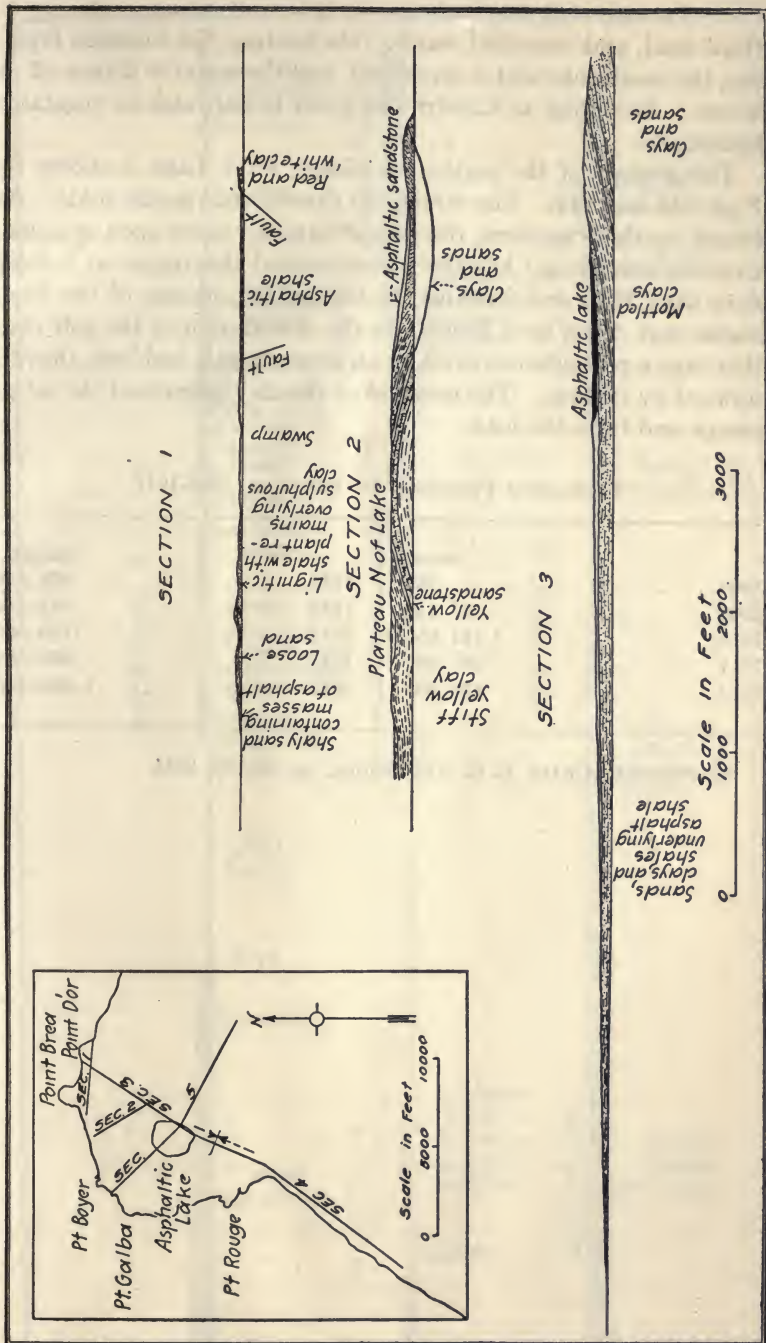 Point Brea
Point D'or
Pt Boyer
Pt. Galba
Asphaltic
Lake
Pt Rouge
SEC. 1
SEC. 2
SEC. 3
SEC.
5
SEC 4
N
Scale in Feet
0 5000 10000
SECTION 1
Shaly sand
containing
masses
of asphalt
Loose
sand
Lignitic
shale with
plant re-
mains
overlying
sulphurous
clay
Swamp
Fault
Asphaltic
shale
Fault
Red and
white clay
SECTION 2
Plateau N of Lake
Asphaltic sandstone
Stiff
yellow
clay
Yellow
sandstone
Clays
and
sands
SECTION 3
Asphaltic lake
Sands,
clays, and
shales
underlying
asphalt
shale
Mottled
clays
Clays
and
sands
Scale in Feet
0 1000 2000 3000